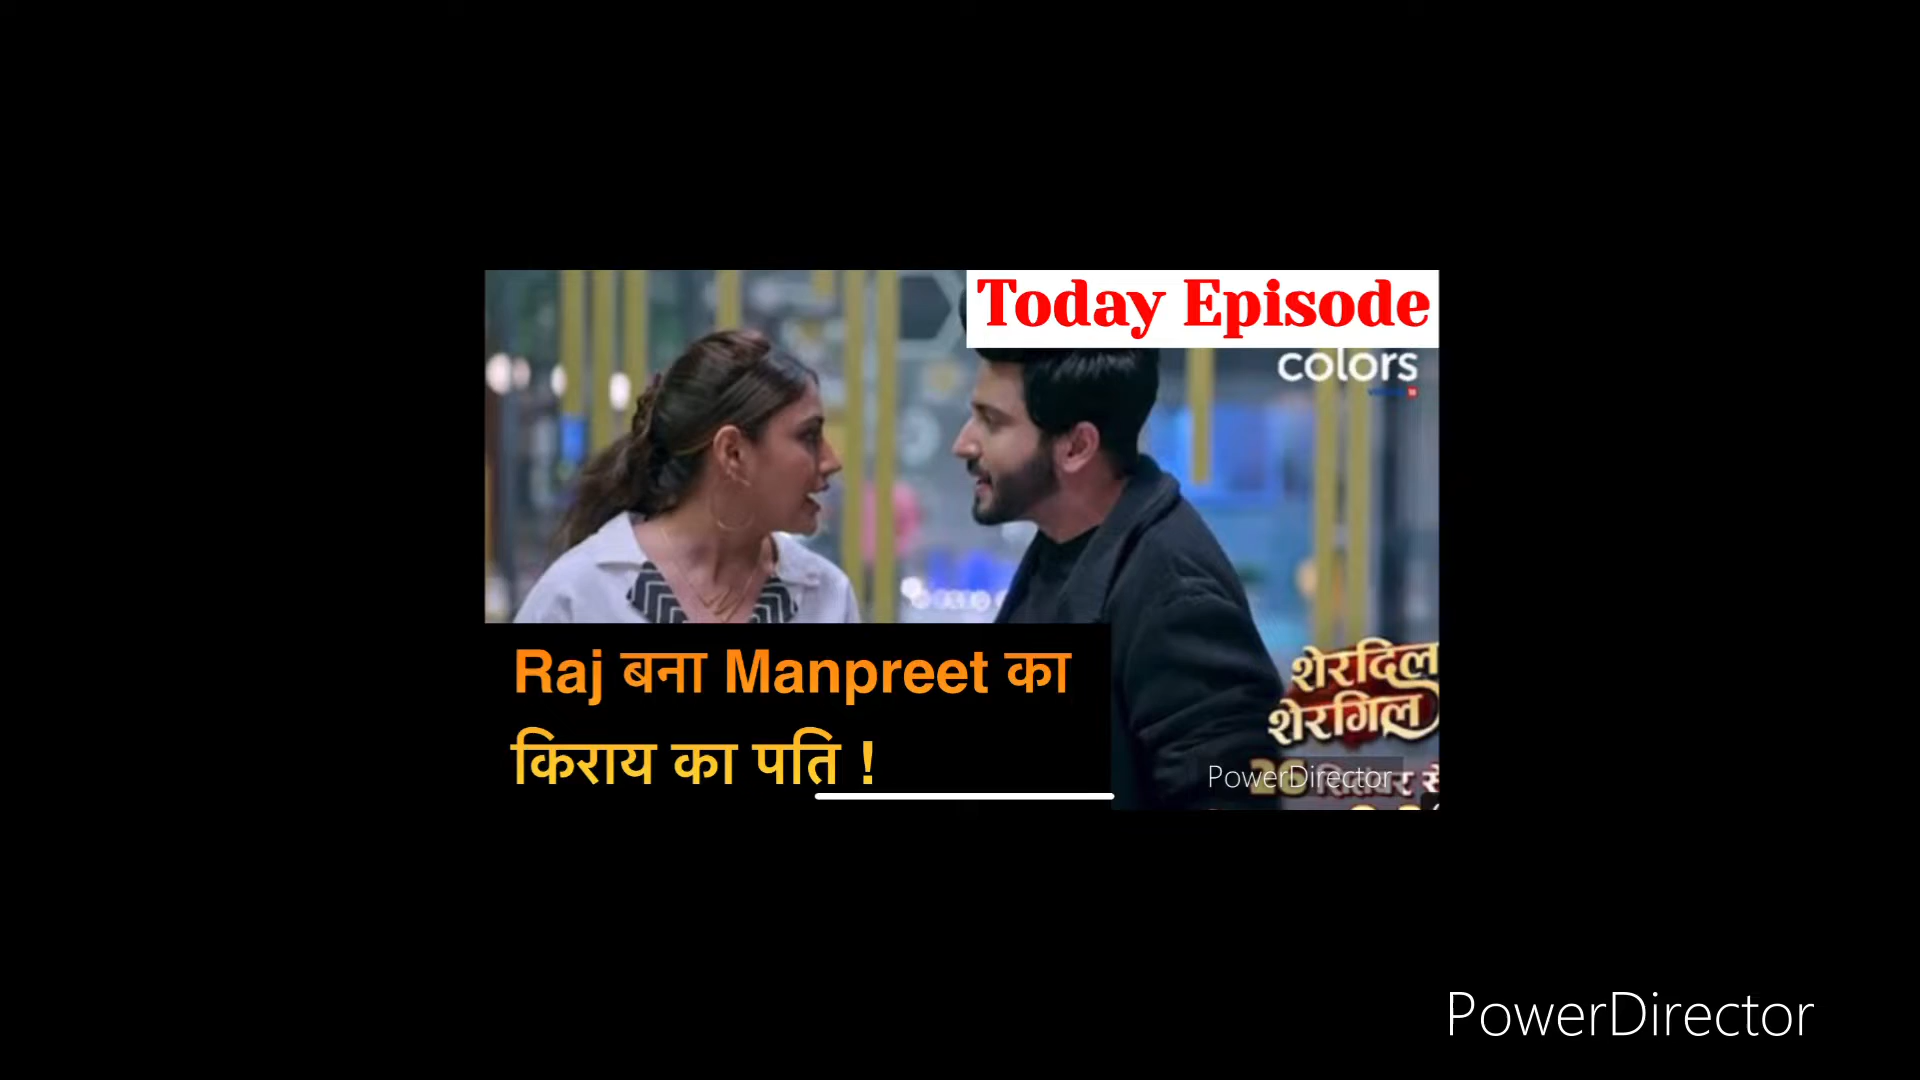 Today Episode
colors
Raj बना Manpreet का
किराय का पति !
शेरदिल
शेरगिल
PowerDirector
PowerDirector